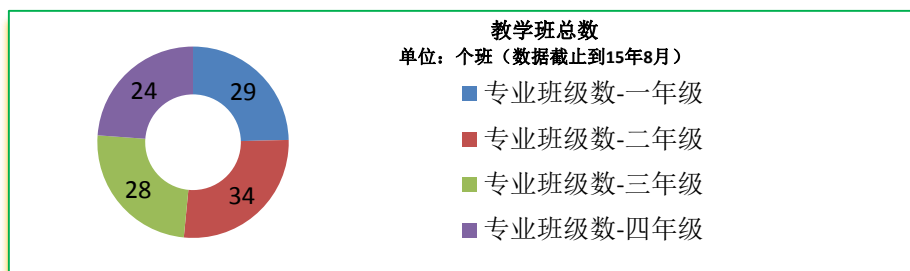 教学班总数
单位：个班（数据截止到15年8月）
29
34
28
24
专业班级数-一年级
专业班级数-二年级
专业班级数-三年级
专业班级数-四年级